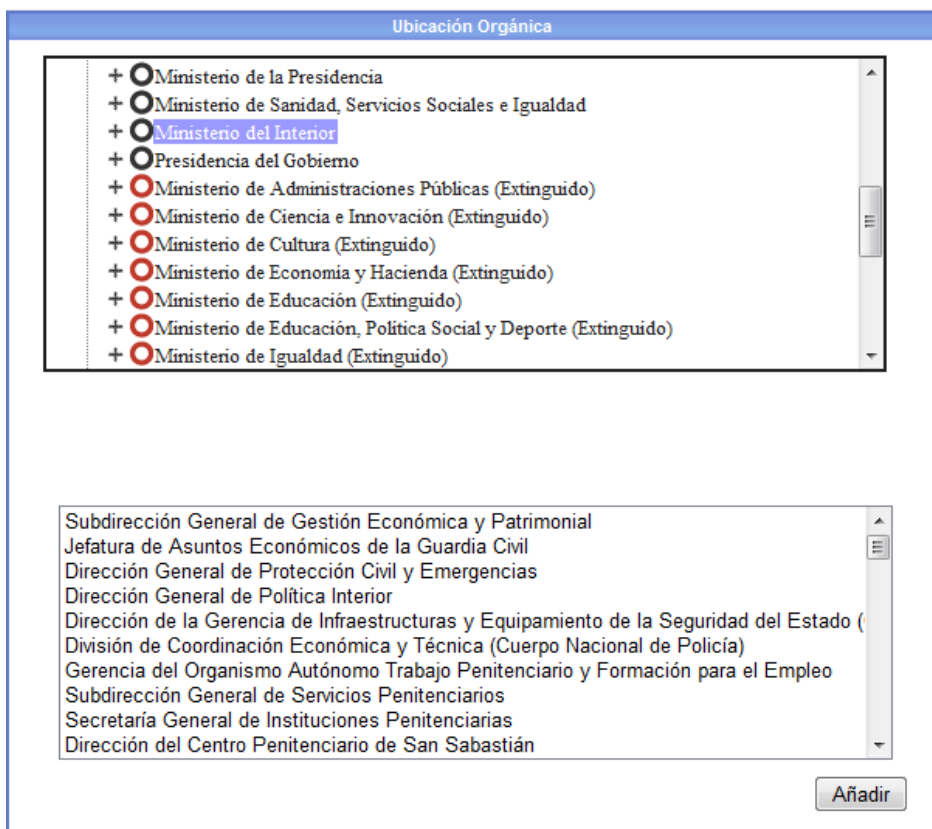 Ubicación Orgánica
Ministerio de la Presidencia
Ministerio de Sanidad, Servicios Sociales e Igualdad
Ministerio del Interior
Presidencia del Gobierno
Ministerio de Administraciones Públicas (Extinguido)
Ministerio de Ciencia e Innovación (Extinguido)
Ministerio de Cultura (Extinguido)
Ministerio de Economía y Hacienda (Extinguido)
Ministerio de Educación (Extinguido)
Ministerio de Educación, Política Social y Deporte (Extinguido)
Ministerio de Igualdad (Extinguido)
Subdirección General de Gestión Económica y Patrimonial
Jefatura de Asuntos Económicos de la Guardia Civil
Dirección General de Protección Civil y Emergencias
Dirección General de Política Interior
Dirección de la Gerencia de Infraestructuras y Equipamiento de la Seguridad del Estado (
División de Coordinación Económica y Técnica (Cuerpo Nacional de Policía)
Gerencia del Organismo Autónomo Trabajo Penitenciario y Formación para el Empleo
Subdirección General de Servicios Penitenciarios
Secretaría General de Instituciones Penitenciarias
Dirección del Centro Penitenciario de San Sabastián
Añadir